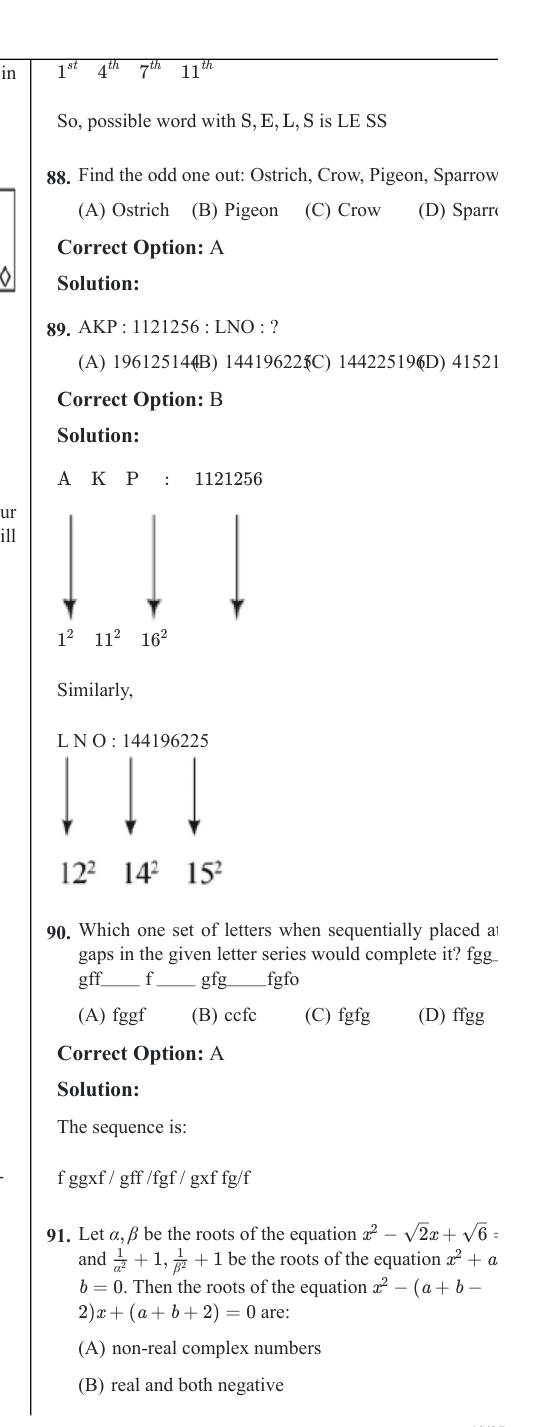 in
1st 4th 7th 11th
So, possible word with S, E, L, S is LE SS
88. Find the odd one out: Ostrich, Crow, Pigeon, Sparrow
(A) Ostrich (B) Pigeon (C) Crow (D) Sparr
Correct Option: A
Solution:
89. AKP : 1121256 : LNO : ?
(A) 196125144 (B) 144196225 (C) 144225196 (D) 41521
Correct Option: B
Solution:
A K P : 1121256
ur
ill
1² 11² 16²
Similarly,
L N O : 144196225
12² 14² 15²
90. Which one set of letters when sequentially placed at
gaps in the given letter series would complete it? fgg_
gff____ f ____ gfg____fgfo
(A) fggf (B) ccfc (C) fgfg (D) ffgg
Correct Option: A
Solution:
The sequence is:
f ggxf / gff /fgf / gxf fg/f
91. Let α, β be the roots of the equation x² − √2x + √6 =
and 1/α² + 1, 1/β² + 1 be the roots of the equation x² + a
b = 0. Then the roots of the equation x² − (a + b −
2)x + (a + b + 2) = 0 are:
(A) non-real complex numbers
(B) real and both negative